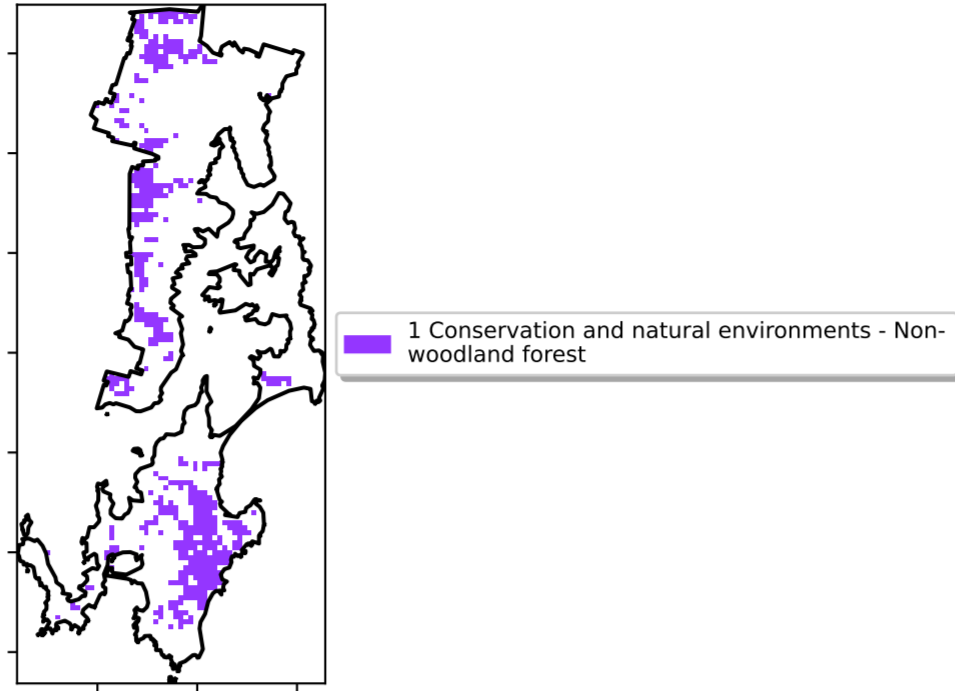 1 Conservation and natural environments - Non-
woodland forest